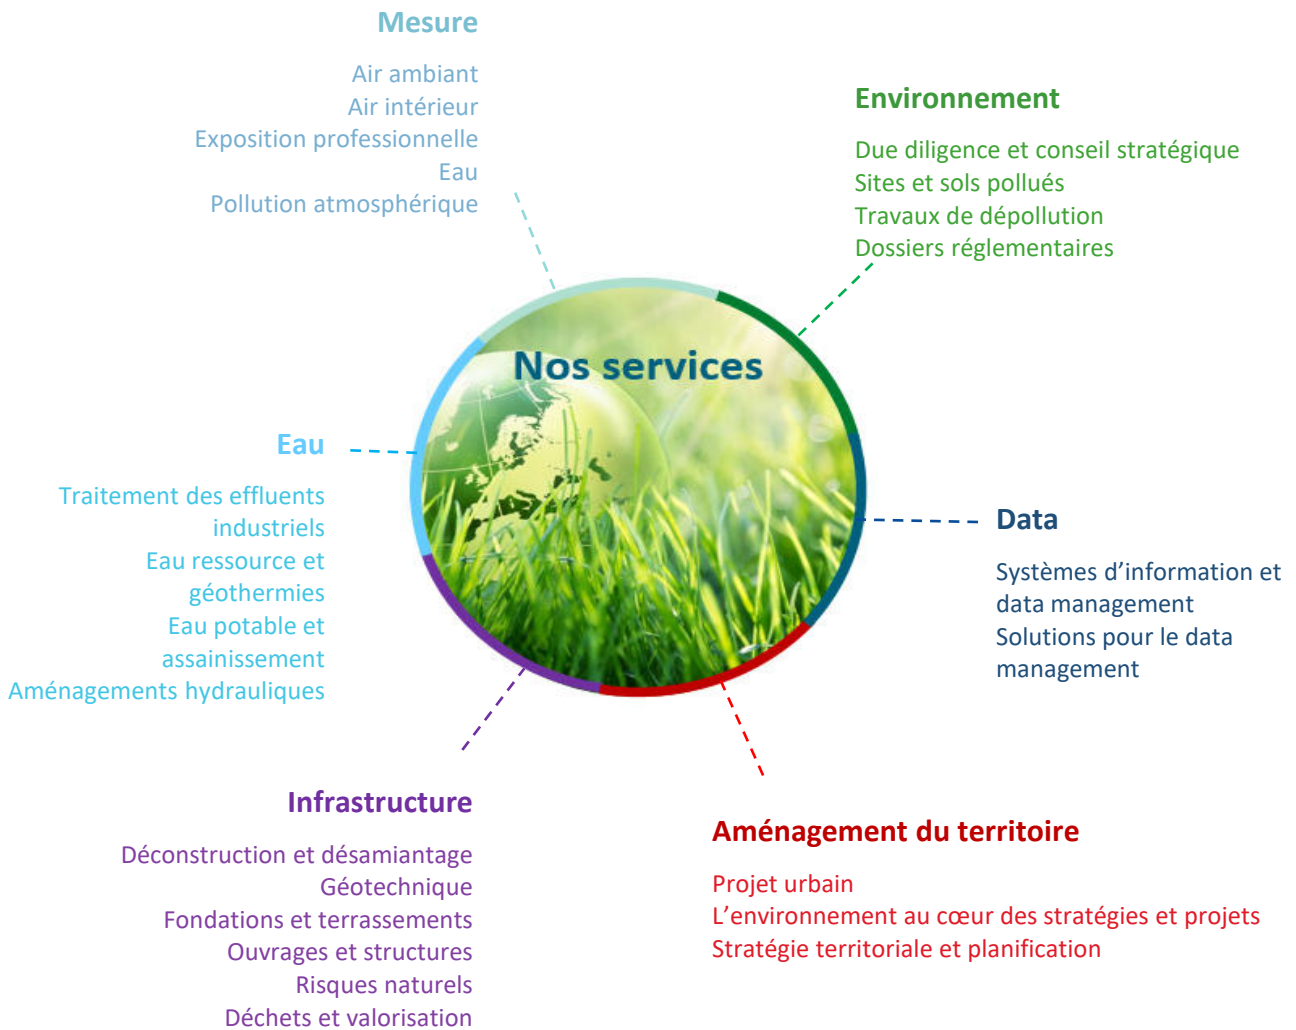 Mesure
Air ambiant
Air intérieur
Exposition professionnelle
Eau
Pollution atmosphérique
Environnement
Due diligence et conseil stratégique
Sites et sols pollués
Travaux de dépollution
Dossiers réglementaires
Nos services
Eau
Traitement des effluents
industriels
Eau ressource et
géothermies
Eau potable et
assainissement
Aménagements hydrauliques
Data
Systèmes d’information et
data management
Solutions pour le data
management
Infrastructure
Déconstruction et désamiantage
Géotechnique
Fondations et terrassements
Ouvrages et structures
Risques naturels
Déchets et valorisation
Aménagement du territoire
Projet urbain
L’environnement au cœur des stratégies et projets
Stratégie territoriale et planification